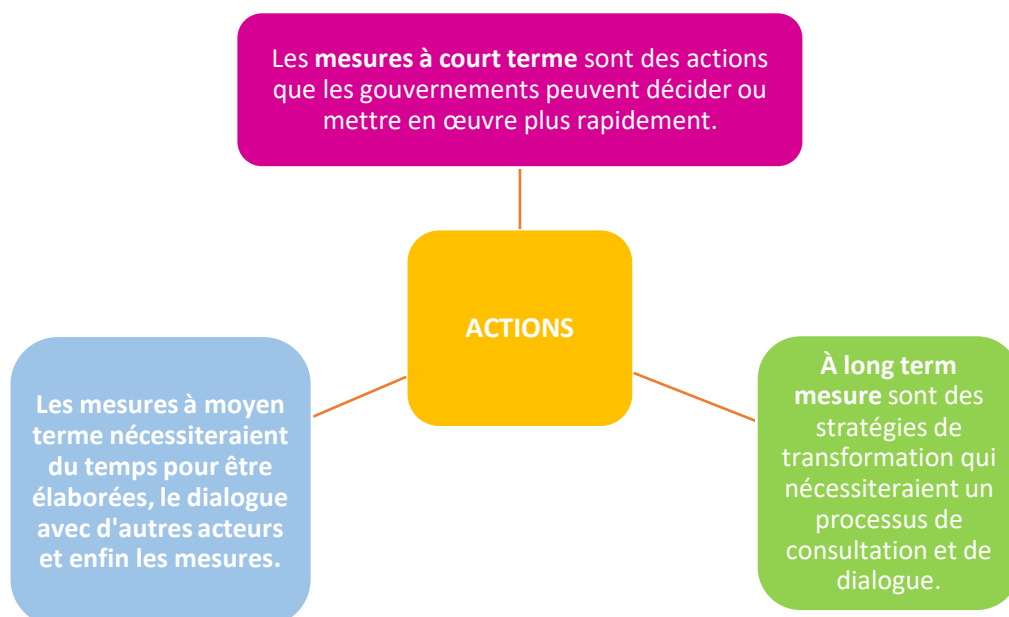 Les mesures à court terme sont des actions
que les gouvernements peuvent décider ou
mettre en œuvre plus rapidement.
ACTIONS
Les mesures à moyen
terme nécessiteraient
du temps pour être
élaborées, le dialogue
avec d'autres acteurs
et enfin les mesures.
À long term
mesure sont des
stratégies de
transformation qui
nécessiteraient un
processus de
consultation et de
dialogue.